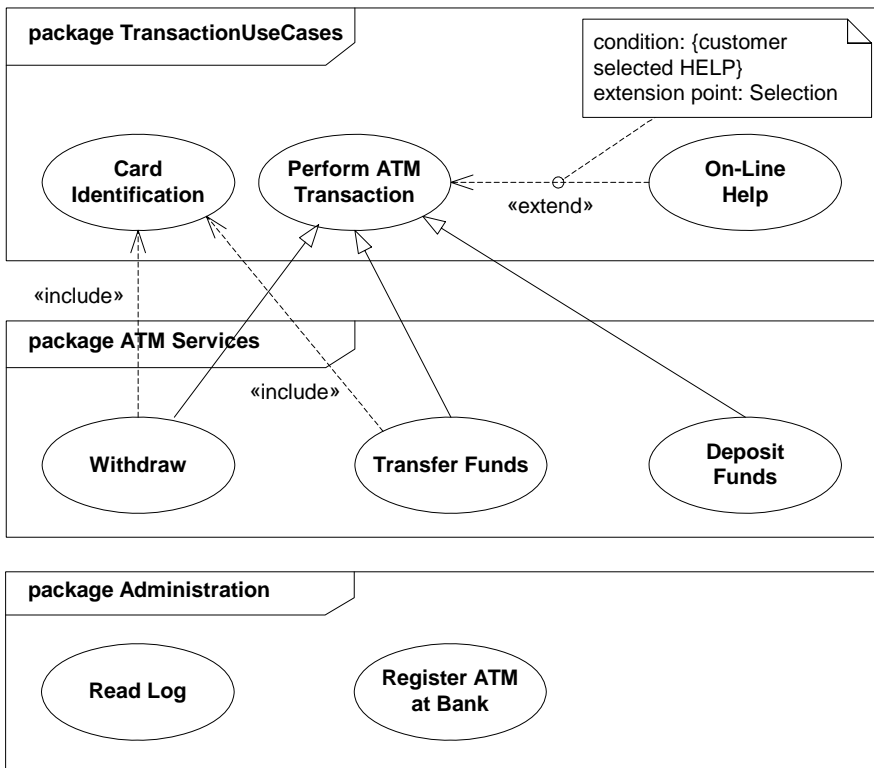 package TransactionUseCases
condition: {customer
selected HELP}
extension point: Selection
Card
Identification
Perform ATM
Transaction
On-Line
Help
«extend»
«include»
package ATM Services
«include»
Withdraw
Transfer Funds
Deposit
Funds
package Administration
Read Log
Register ATM
at Bank